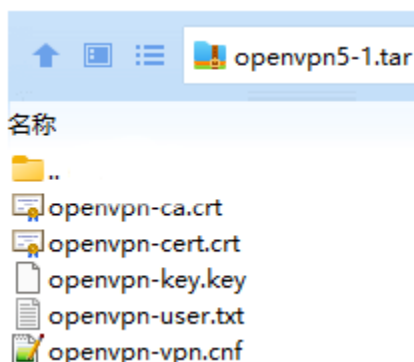 openvpn5-1.tar
名称
..
openvpn-ca.crt
openvpn-cert.crt
openvpn-key.key
openvpn-user.txt
openvpn-vpn.cnf